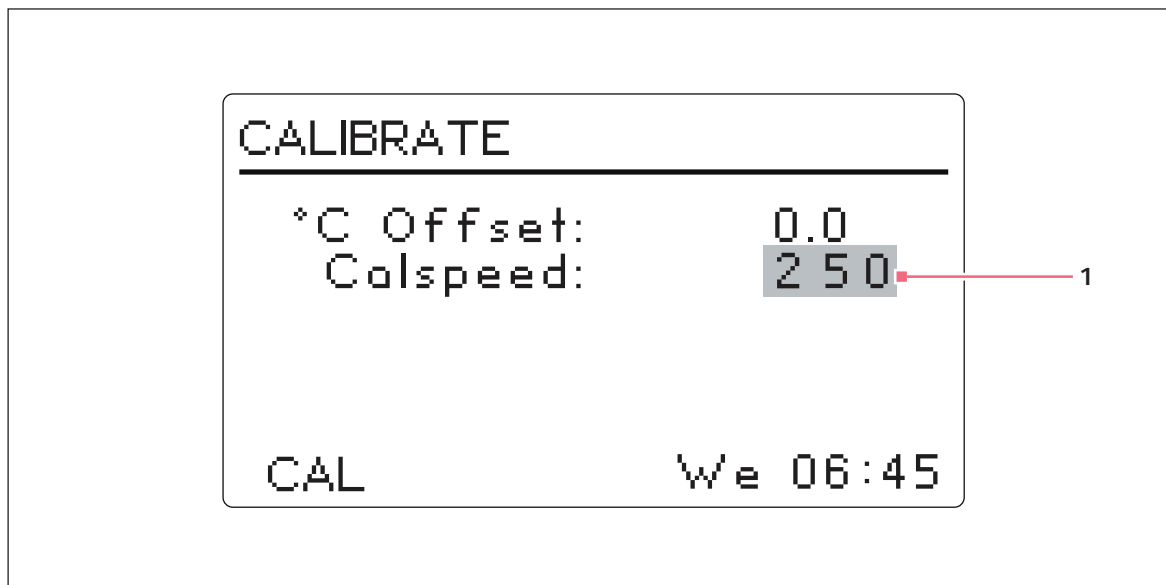 CALIBRATE
°C Offset: 0.0
Calspeed: 250
1
CAL We 06:45